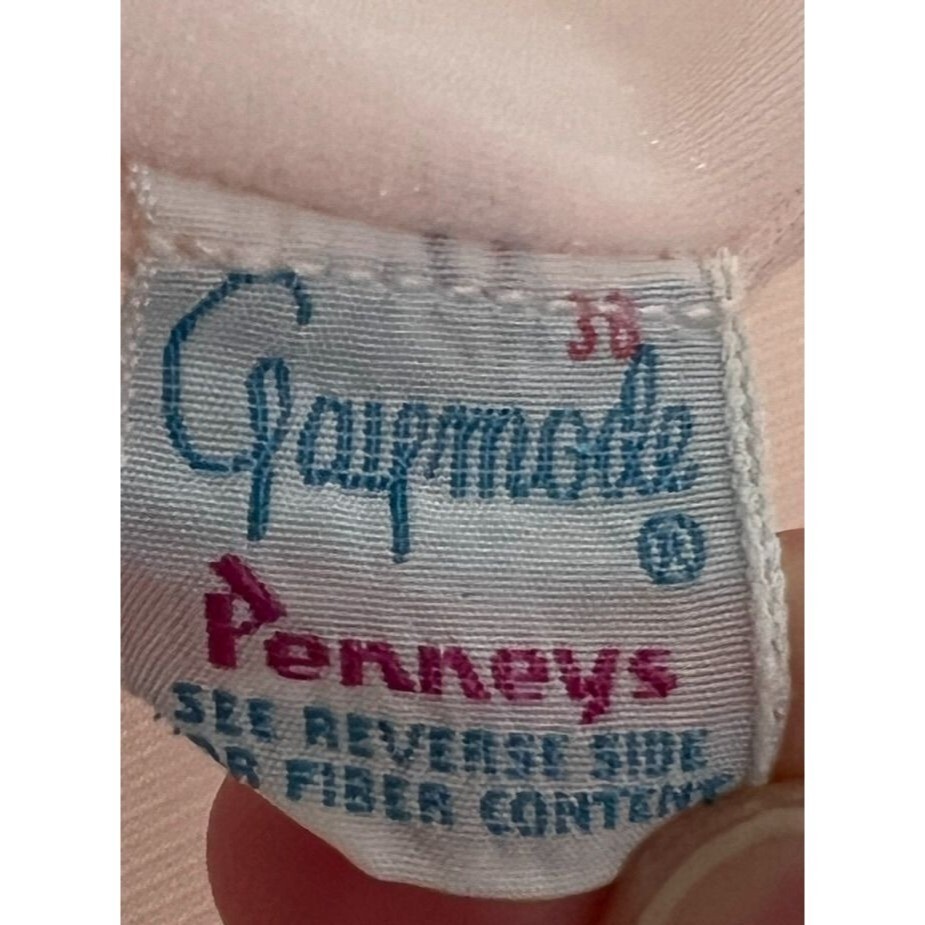 38
Gaymode
®
Penneys
SEE REVERSE SIDE
FOR FIBER CONTENT